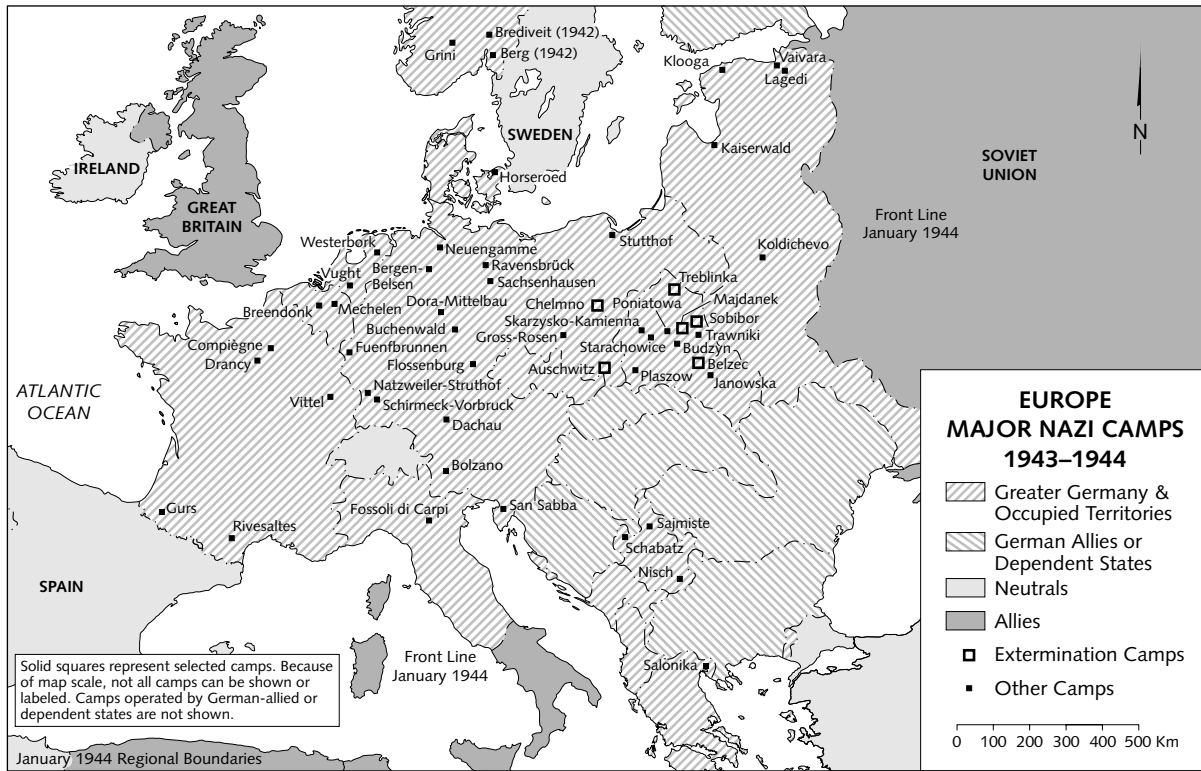 Brediveit (1942)
Grini
Berg (1942)
Klooga
Vaivara
Lagedi
N
SWEDEN
IRELAND
Kaiserwald
SOVIET
UNION
Horseroed
GREAT
BRITAIN
Front Line
January 1944
Westerbork
Neuengamme
Stutthof
Koldichevo
Vught
Bergen-
Belsen
Ravensbrück
Sachsenhausen
Treblinka
Dora-Mittelbau
Chelmno
Poniatowa
Majdanek
Breendonk
Mechelen
Sobibor
Buchenwald
Skarzysko-Kamienna
Gross-Rosen
Trawniki
Compiègne
Fuenfbrunnen
Starachowice
Budzyn
Drancy
Flossenburg
Auschwitz
Belzec
Plaszow
Janowska
ATLANTIC
OCEAN
Natzweiler-Struthof
Vittel
Schirmeck-Vorbruck
Dachau
Bolzano
Gurs
Fossoli di Carpi
San Sabba
Rivesaltes
Sajmiste
Schabatz
Nisch
SPAIN
Salonika
Front Line
January 1944
Solid squares represent selected camps. Because
of map scale, not all camps can be shown or
labeled. Camps operated by German-allied or
dependent states are not shown.
January 1944 Regional Boundaries
EUROPE
MAJOR NAZI CAMPS
1943–1944
Greater Germany &
Occupied Territories
German Allies or
Dependent States
Neutrals
Allies
Extermination Camps
Other Camps
0 100 200 300 400 500 Km